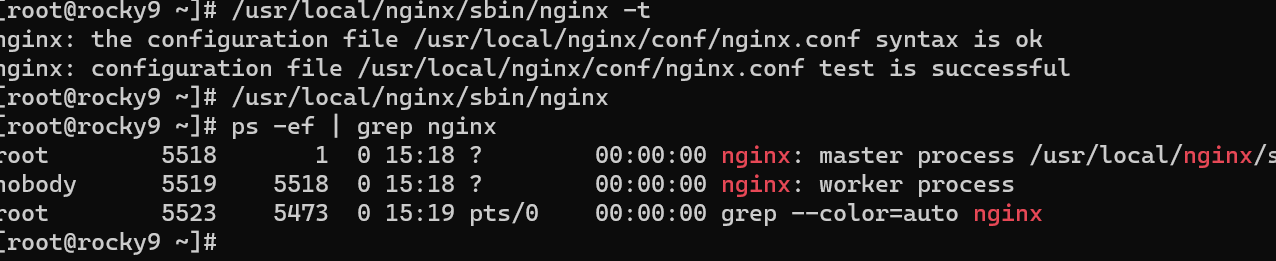 [root@rocky9 ~]# /usr/local/nginx/sbin/nginx -t
nginx: the configuration file /usr/local/nginx/conf/nginx.conf syntax is ok
nginx: configuration file /usr/local/nginx/conf/nginx.conf test is successful
[root@rocky9 ~]# /usr/local/nginx/sbin/nginx
[root@rocky9 ~]# ps -ef | grep nginx
root        5518       1  0 15:18 ?        00:00:00 nginx: master process /usr/local/nginx/s
nobody      5519    5518  0 15:18 ?        00:00:00 nginx: worker process
root        5523    5473  0 15:19 pts/0    00:00:00 grep --color=auto nginx
[root@rocky9 ~]#